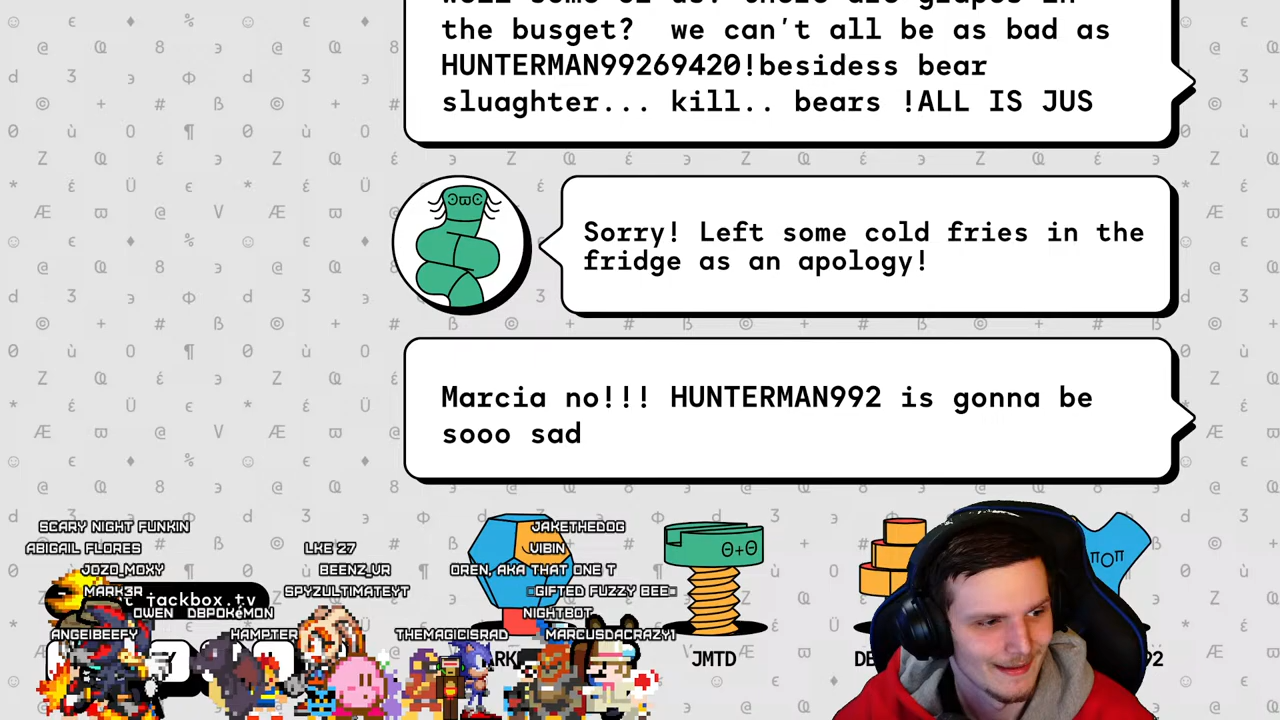 the busget?  we can't all be as bad as
HUNTERMAN99269420!besidess bear
sluaghter... kill.. bears !ALL IS JUS
Sorry! Left some cold fries in the
fridge as an apology!
Marcia no!!! HUNTERMAN992 is gonna be
sooo sad
SCARY NIGHT FUNKIN
JAKETHEDOG
ABIGAIL FLORES
LKE 27
VIBIN
JOZO_MOXY
BEENZ_VR
OREN, AKA THAT ONE T
MARK3R
jackbox.tv
SPYZULTIMATEYT
GIFTED FUZZY BEE
OWEN DBPOKéMON
NIGHTBOT
ANGEIBEEFY
HAMPTER
THEMAGICISRAD
MARCUSDACRAZY1
JMTD